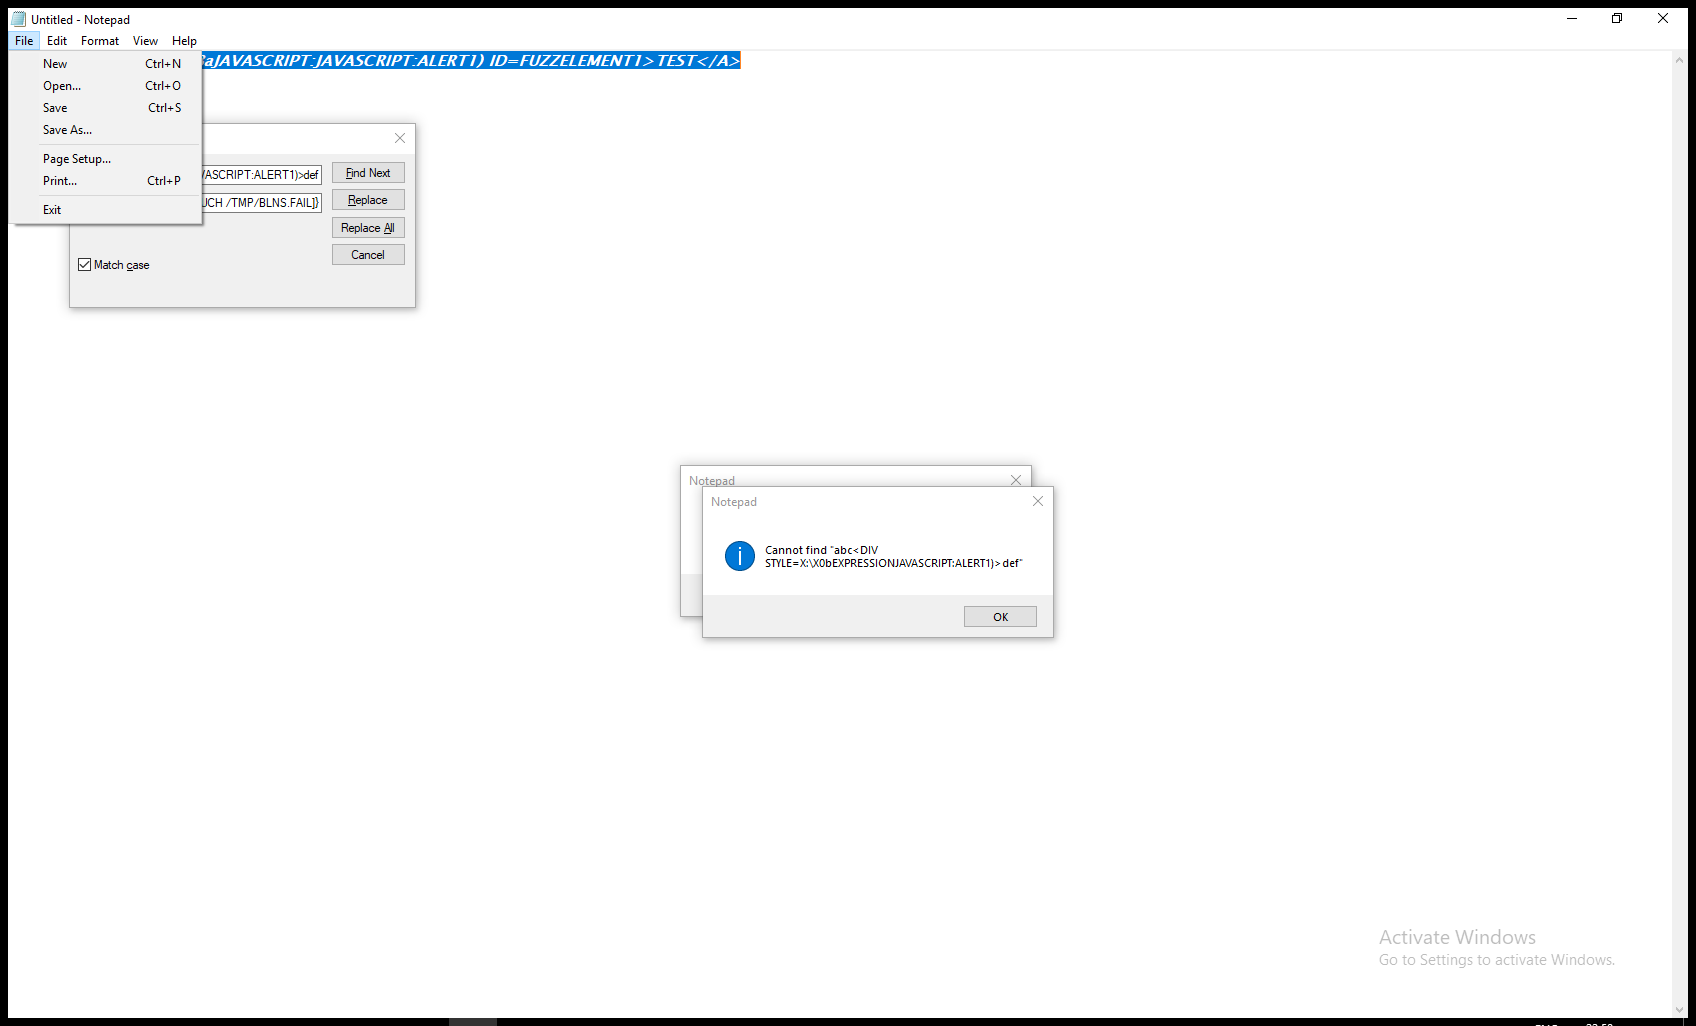 Untitled - Notepad
File Edit Format View Help
JAVASCRIPT:JAVASCRIPT:ALERT1) ID=FUZZELEMENT1>TEST</A>
New Ctrl+N
Open... Ctrl+O
Save Ctrl+S
Save As...
Page Setup...
Print... Ctrl+P
Exit
ASCRIPT:ALERT1)>def
Find Next
UCH /TMP/BLNS.FAIL]}
Replace
Replace All
Cancel
Match case
Notepad
Notepad
Cannot find "abc<DIV
STYLE=X:\X0bEXPRESSIONJAVASCRIPT:ALERT1)>def"
OK
Activate Windows
Go to Settings to activate Windows.